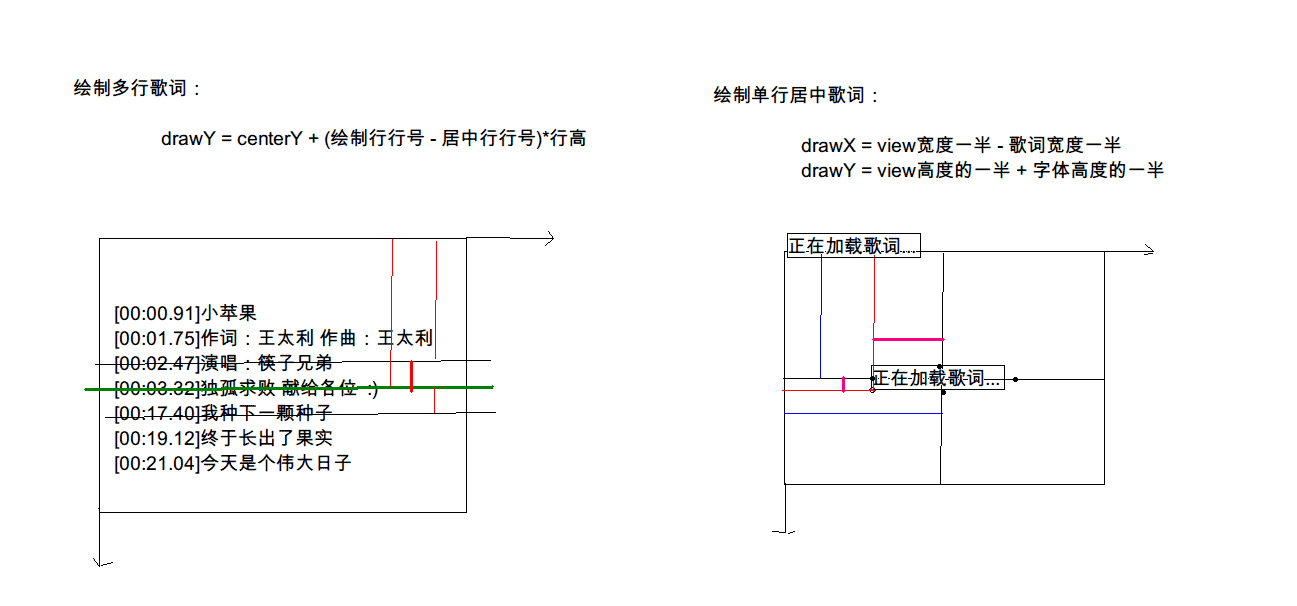 绘制多行歌词：
drawY = centerY + (绘制行行号 - 居中行行号)*行高
[00:00.91]小苹果
[00:01.75]作词：王太利 作曲：王太利
[00:02.47]演唱：筷子兄弟
[00:03.32]独孤求败 献给各位 :)
[00:17.40]我种下一颗种子
[00:19.12]终于长出了果实
[00:21.04]今天是个伟大日子
绘制单行居中歌词：
drawX = view宽度一半 - 歌词宽度一半
drawY = view高度的一半 + 字体高度的一半
正在加载歌词...
正在加载歌词...